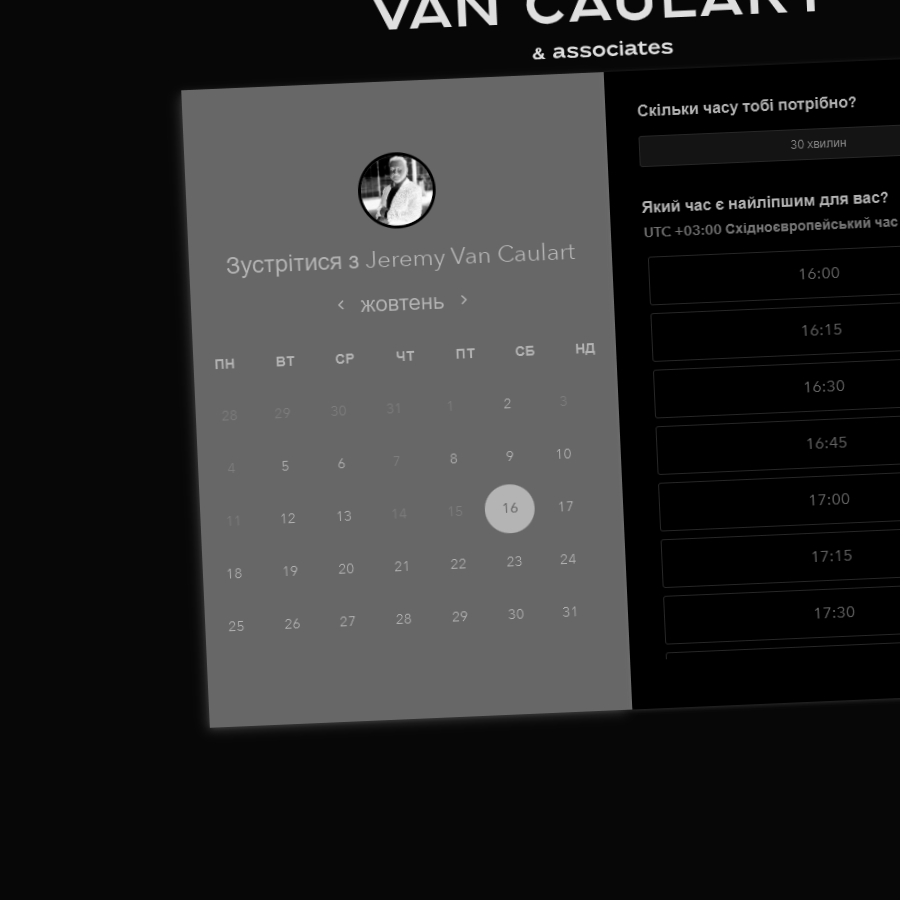 VAN CAULART
& associates
Зустрітися з Jeremy Van Caulart
жовтень
ПН ВТ СР ЧТ ПТ СБ НД
28 29 30 31 1 2 3
4 5 6 7 8 9 10
11 12 13 14 15 16 17
18 19 20 21 22 23 24
25 26 27 28 29 30 31
Скільки часу тобі потрібно?
30 хвилин
Який час є найліпшим для вас?
UTC +03:00 Східноєвропейський час
16:00
16:15
16:30
16:45
17:00
17:15
17:30